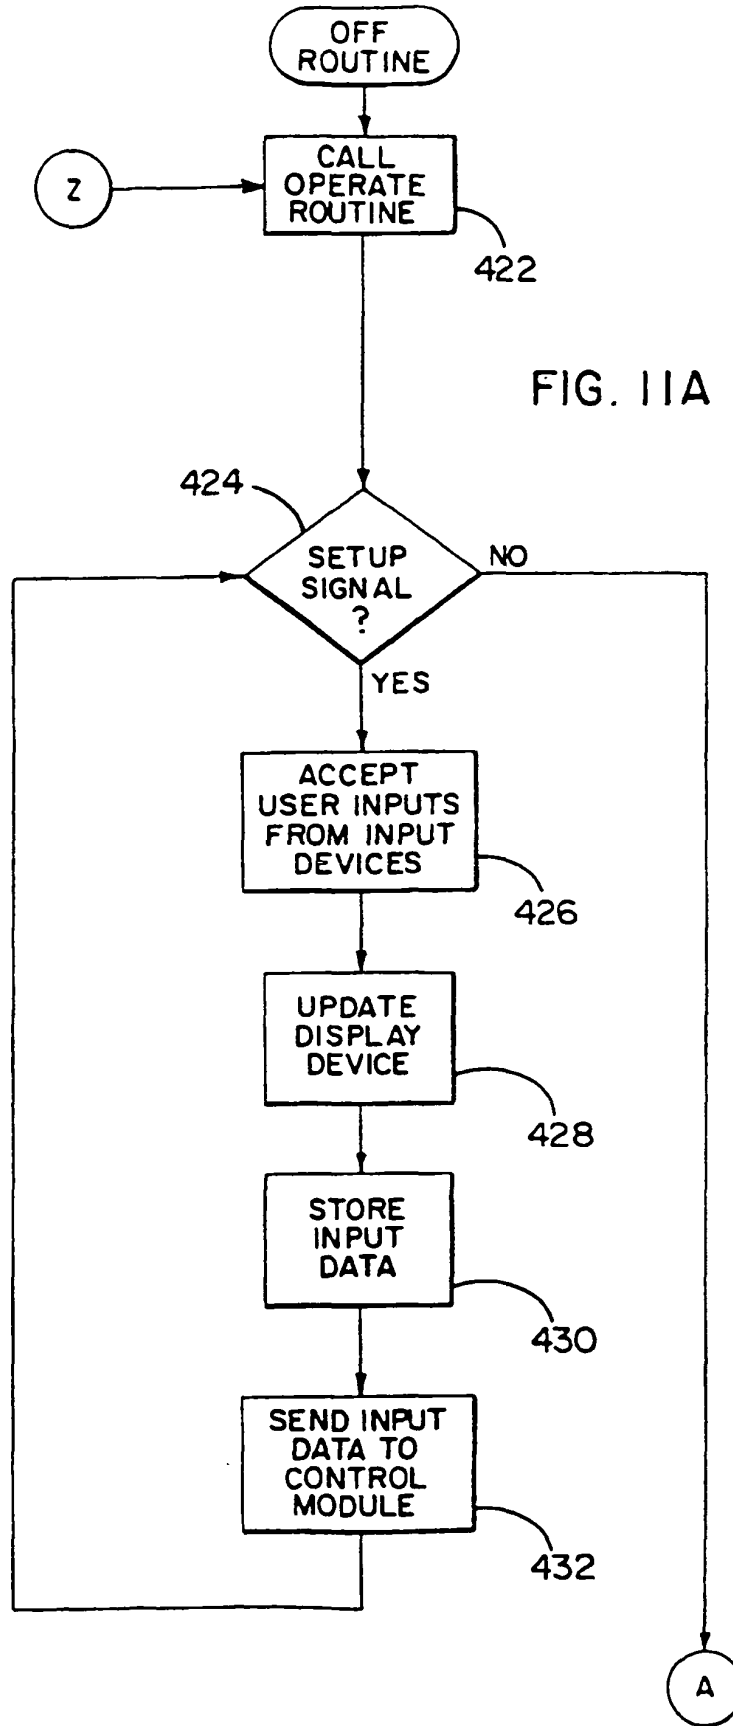 OFF
ROUTINE
CALL
OPERATE
ROUTINE
Z
422
FIG. 11A
424
SETUP
SIGNAL
?
NO
YES
ACCEPT
USER INPUTS
FROM INPUT
DEVICES
426
UPDATE
DISPLAY
DEVICE
428
STORE
INPUT
DATA
430
SEND INPUT
DATA TO
CONTROL
MODULE
432
A